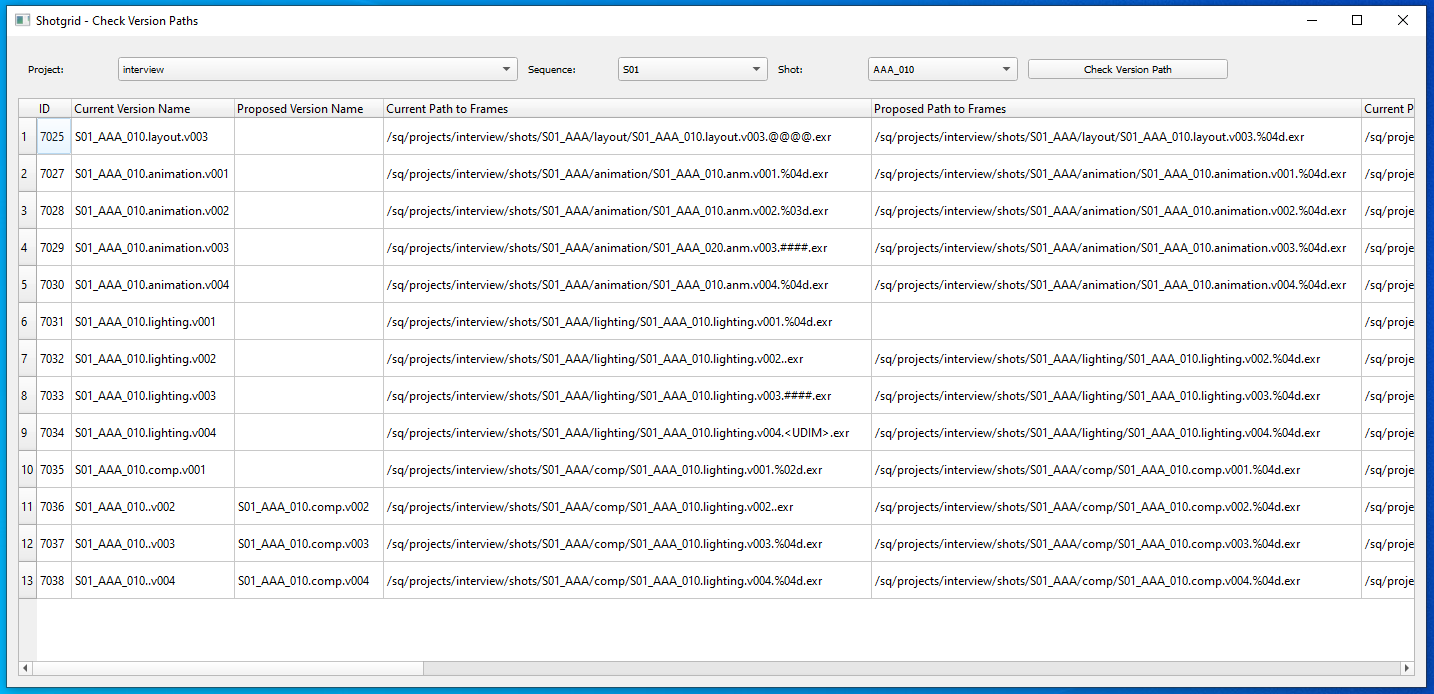 Shotgrid - Check Version Paths
Project: interview Sequence: S01 Shot: AAA_010 Check Version Path
ID Current Version Name Proposed Version Name Current Path to Frames Proposed Path to Frames Current P
1 7025 S01_AAA_010.layout.v003 /sq/projects/interview/shots/S01_AAA/layout/S01_AAA_010.layout.v003.@@@@.exr /sq/projects/interview/shots/S01_AAA/layout/S01_AAA_010.layout.v003.%04d.exr /sq/proje
2 7027 S01_AAA_010.animation.v001 /sq/projects/interview/shots/S01_AAA/animation/S01_AAA_010.anm.v001.%04d.exr /sq/projects/interview/shots/S01_AAA/animation/S01_AAA_010.animation.v001.%04d.exr /sq/proje
3 7028 S01_AAA_010.animation.v002 /sq/projects/interview/shots/S01_AAA/animation/S01_AAA_010.anm.v002.%03d.exr /sq/projects/interview/shots/S01_AAA/animation/S01_AAA_010.animation.v002.%04d.exr /sq/proje
4 7029 S01_AAA_010.animation.v003 /sq/projects/interview/shots/S01_AAA/animation/S01_AAA_020.anm.v003.####.exr /sq/projects/interview/shots/S01_AAA/animation/S01_AAA_010.animation.v003.%04d.exr /sq/proje
5 7030 S01_AAA_010.animation.v004 /sq/projects/interview/shots/S01_AAA/animation/S01_AAA_010.anm.v004.%04d.exr /sq/projects/interview/shots/S01_AAA/animation/S01_AAA_010.animation.v004.%04d.exr /sq/proje
6 7031 S01_AAA_010.lighting.v001 /sq/projects/interview/shots/S01_AAA/lighting/S01_AAA_010.lighting.v001.%04d.exr /sq/proje
7 7032 S01_AAA_010.lighting.v002 /sq/projects/interview/shots/S01_AAA/lighting/S01_AAA_010.lighting.v002..exr /sq/projects/interview/shots/S01_AAA/lighting/S01_AAA_010.lighting.v002.%04d.exr /sq/proje
8 7033 S01_AAA_010.lighting.v003 /sq/projects/interview/shots/S01_AAA/lighting/S01_AAA_010.lighting.v003.####.exr /sq/projects/interview/shots/S01_AAA/lighting/S01_AAA_010.lighting.v003.%04d.exr /sq/proje
9 7034 S01_AAA_010.lighting.v004 /sq/projects/interview/shots/S01_AAA/lighting/S01_AAA_010.lighting.v004.<UDIM>.exr /sq/projects/interview/shots/S01_AAA/lighting/S01_AAA_010.lighting.v004.%04d.exr /sq/proje
10 7035 S01_AAA_010.comp.v001 /sq/projects/interview/shots/S01_AAA/comp/S01_AAA_010.lighting.v001.%02d.exr /sq/projects/interview/shots/S01_AAA/comp/S01_AAA_010.comp.v001.%04d.exr /sq/proje
11 7036 S01_AAA_010..v002 S01_AAA_010.comp.v002 /sq/projects/interview/shots/S01_AAA/comp/S01_AAA_010.lighting.v002..exr /sq/projects/interview/shots/S01_AAA/comp/S01_AAA_010.comp.v002.%04d.exr /sq/proje
12 7037 S01_AAA_010..v003 S01_AAA_010.comp.v003 /sq/projects/interview/shots/S01_AAA/comp/S01_AAA_010.lighting.v003.%04d.exr /sq/projects/interview/shots/S01_AAA/comp/S01_AAA_010.comp.v003.%04d.exr /sq/proje
13 7038 S01_AAA_010..v004 S01_AAA_010.comp.v004 /sq/projects/interview/shots/S01_AAA/comp/S01_AAA_010.lighting.v004.%04d.exr /sq/projects/interview/shots/S01_AAA/comp/S01_AAA_010.comp.v004.%04d.exr /sq/proje